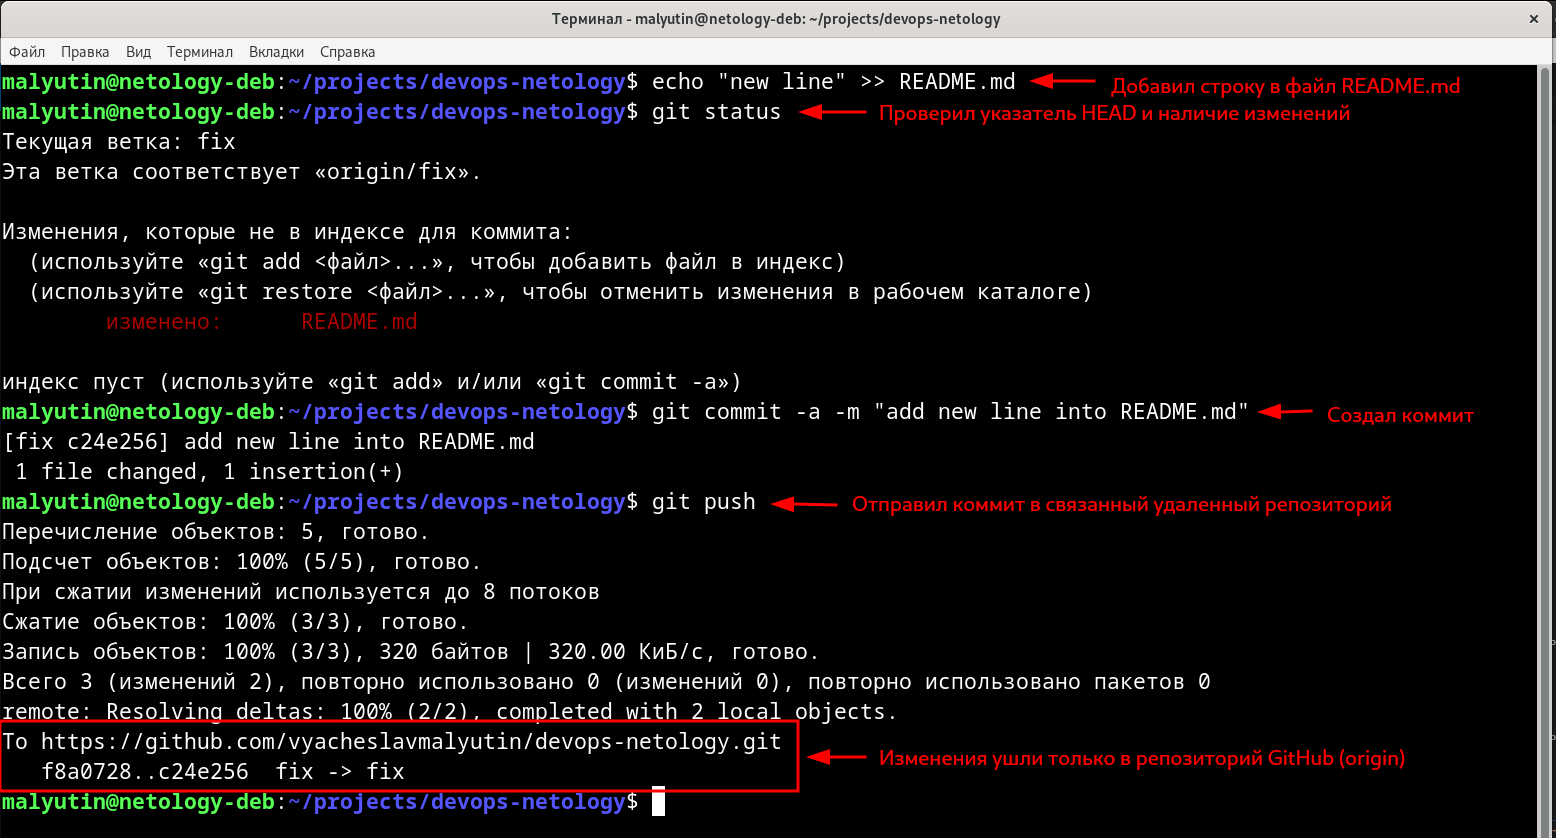 Терминал - malyutin@netology-deb: ~/projects/devops-netology ×
Файл Правка Вид Терминал Вкладки Справка
malyutin@netology-deb:~/projects/devops-netology$ echo "new line" >> README.md Добавил строку в файл README.md
malyutin@netology-deb:~/projects/devops-netology$ git status Проверил указатель HEAD и наличие изменений
Текущая ветка: fix
Эта ветка соответствует «origin/fix».
Изменения, которые не в индексе для коммита:
  (используйте «git add <файл>...», чтобы добавить файл в индекс)
  (используйте «git restore <файл>...», чтобы отменить изменения в рабочем каталоге)
        изменено:      README.md
индекс пуст (используйте «git add» и/или «git commit -a»)
malyutin@netology-deb:~/projects/devops-netology$ git commit -a -m "add new line into README.md" Создал коммит
[fix c24e256] add new line into README.md
 1 file changed, 1 insertion(+)
malyutin@netology-deb:~/projects/devops-netology$ git push Отправил коммит в связанный удаленный репозиторий
Перечисление объектов: 5, готово.
Подсчет объектов: 100% (5/5), готово.
При сжатии изменений используется до 8 потоков
Сжатие объектов: 100% (3/3), готово.
Запись объектов: 100% (3/3), 320 байтов | 320.00 КиБ/с, готово.
Всего 3 (изменений 2), повторно использовано 0 (изменений 0), повторно использовано пакетов 0
remote: Resolving deltas: 100% (2/2), completed with 2 local objects.
To https://github.com/vyacheslavmalyutin/devops-netology.git
   f8a0728..c24e256  fix -> fix Изменения ушли только в репозиторий GitHub (origin)
malyutin@netology-deb:~/projects/devops-netology$